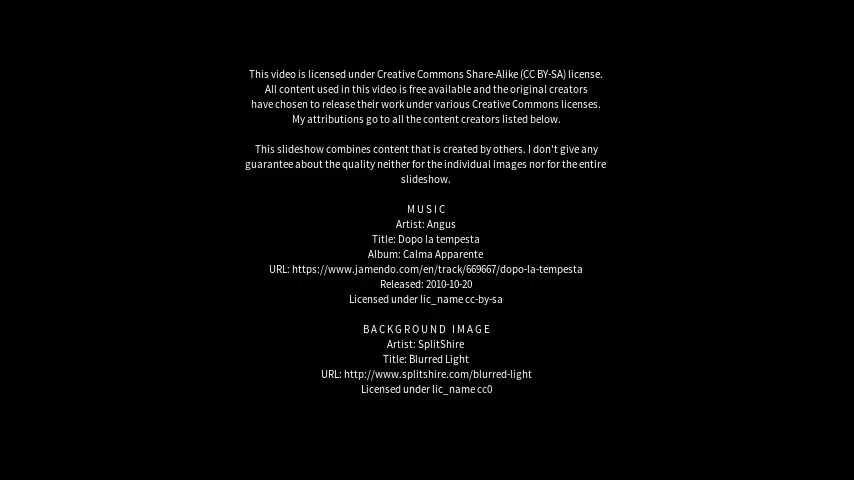 This video is licensed under Creative Commons Share-Alike (CC BY-SA) license.
All content used in this video is free available and the original creators
have chosen to release their work under various Creative Commons licenses.
My attributions go to all the content creators listed below.
This slideshow combines content that is created by others. I don't give any
guarantee about the quality neither for the individual images nor for the entire
slideshow.
MUSIC
Artist: Angus
Title: Dopo la tempesta
Album: Calma Apparente
URL: https://www.jamendo.com/en/track/669667/dopo-la-tempesta
Released: 2010-10-20
Licensed under lic_name cc-by-sa
BACKGROUND IMAGE
Artist: SplitShire
Title: Blurred Light
URL: http://www.splitshire.com/blurred-light
Licensed under lic_name cc0